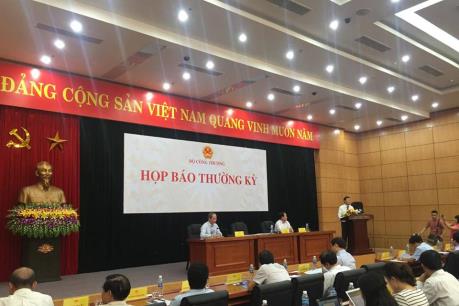 ĐẢNG CỘNG SẢN VIỆT NAM QUANG VINH MUÔN NĂM
BỘ CÔNG THƯƠNG
HỌP BÁO THƯỜNG KỲ